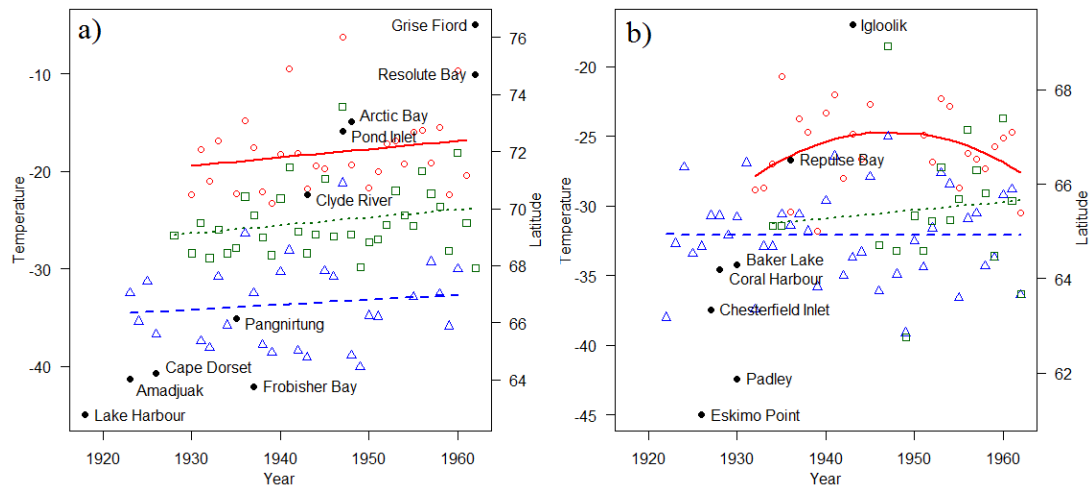 a)
Grise Fiord
Resolute Bay
Arctic Bay
Pond Inlet
Clyde River
Pangnirtung
Cape Dorset
Amadjuak
Frobisher Bay
Lake Harbour
-10
-20
-30
-40
Temperature
76
74
72
70
68
66
64
Latitude
1920 1930 1940 1950 1960
Year
b)
Igloolik
Repulse Bay
Baker Lake
Coral Harbour
Chesterfield Inlet
Padley
Eskimo Point
-20
-25
-30
-35
-40
-45
Temperature
68
66
64
62
Latitude
1920 1930 1940 1950 1960
Year